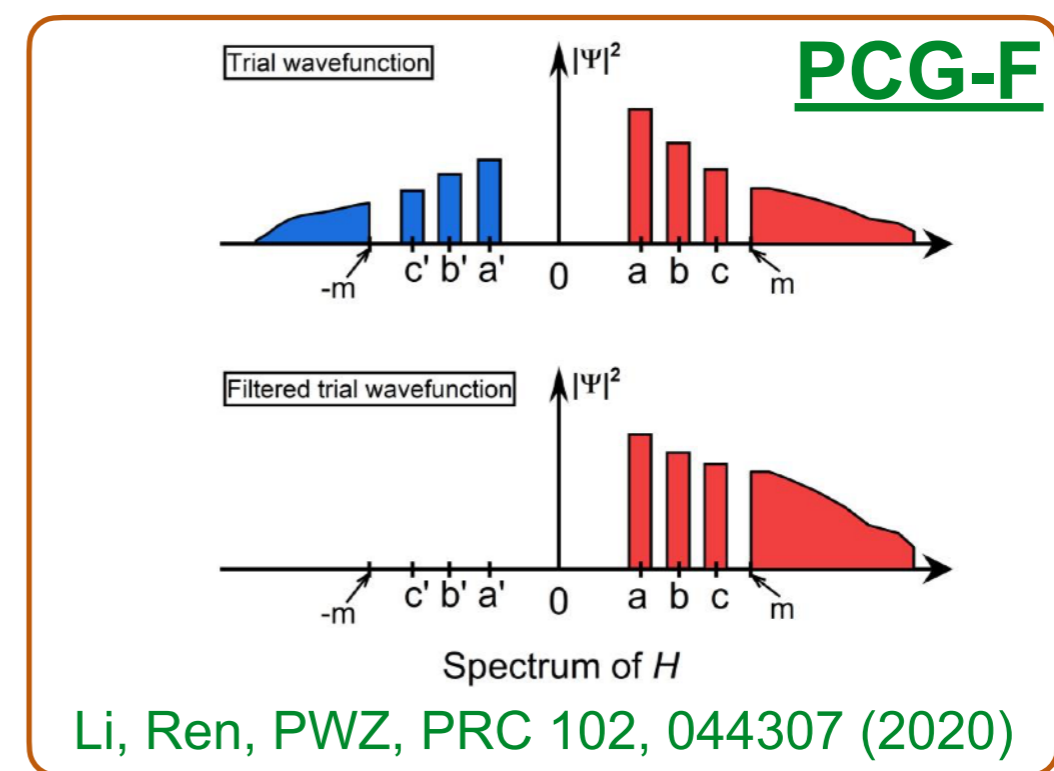 PCG-F
Trial wavefunction
|Ψ|²
-m c' b' a' 0 a b c m
Filtered trial wavefunction
|Ψ|²
-m c' b' a' 0 a b c m
Spectrum of H
Li, Ren, PWZ, PRC 102, 044307 (2020)